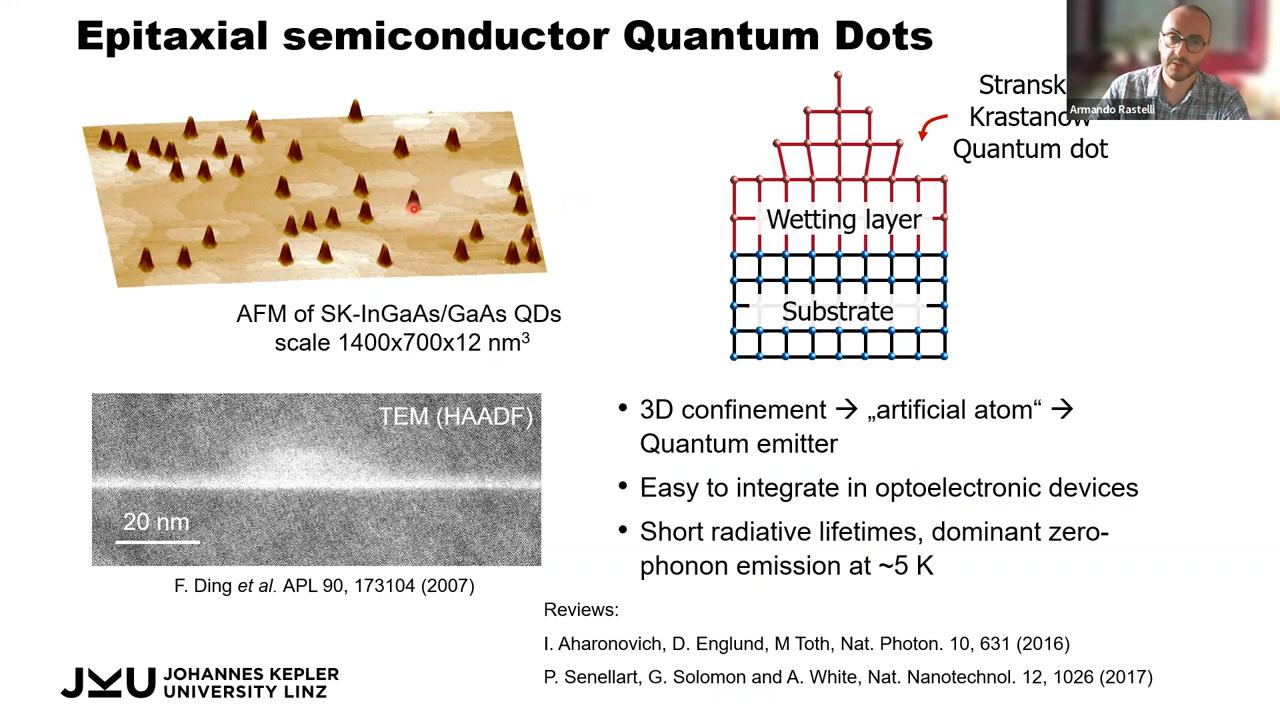 Epitaxial semiconductor Quantum Dots
Armando Rastelli
Krastanow
Quantum dot
Wetting layer
Substrate
AFM of SK-InGaAs/GaAs QDs
scale 1400x700x12 nm³
TEM (HAADF)
20 nm
F. Ding et al. APL 90, 173104 (2007)
• 3D confinement → „artificial atom“ →
Quantum emitter
• Easy to integrate in optoelectronic devices
• Short radiative lifetimes, dominant zero-
phonon emission at ~5 K
Reviews:
I. Aharonovich, D. Englund, M Toth, Nat. Photon. 10, 631 (2016)
P. Senellart, G. Solomon and A. White, Nat. Nanotechnol. 12, 1026 (2017)
JKU JOHANNES KEPLER
UNIVERSITY LINZ